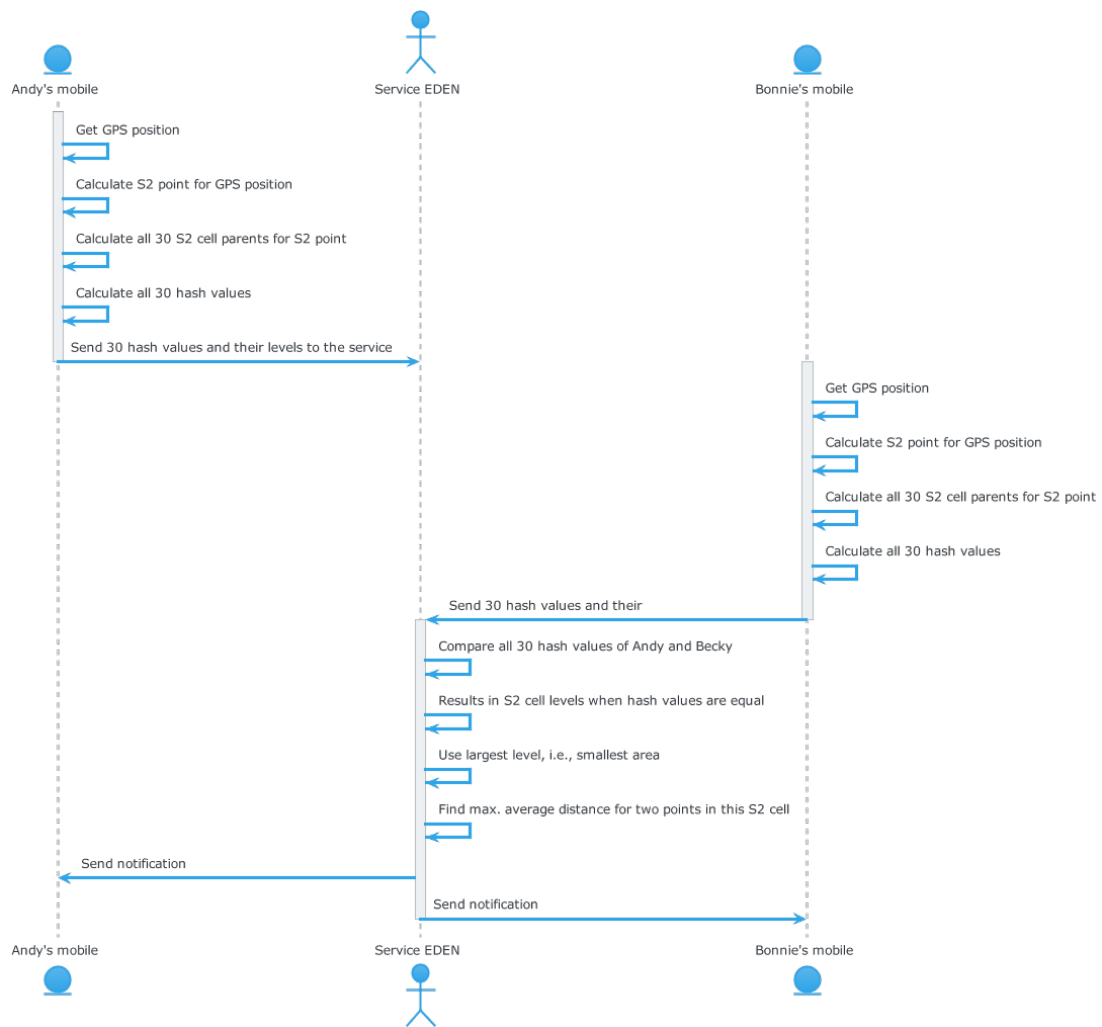 Andy's mobile
Service EDEN
Bonnie's mobile
Get GPS position
Calculate S2 point for GPS position
Calculate all 30 S2 cell parents for S2 point
Calculate all 30 hash values
Send 30 hash values and their levels to the service
Get GPS position
Calculate S2 point for GPS position
Calculate all 30 S2 cell parents for S2 point
Calculate all 30 hash values
Send 30 hash values and their
Compare all 30 hash values of Andy and Becky
Results in S2 cell levels when hash values are equal
Use largest level, i.e., smallest area
Find max. average distance for two points in this S2 cell
Send notification
Send notification
Andy's mobile
Service EDEN
Bonnie's mobile